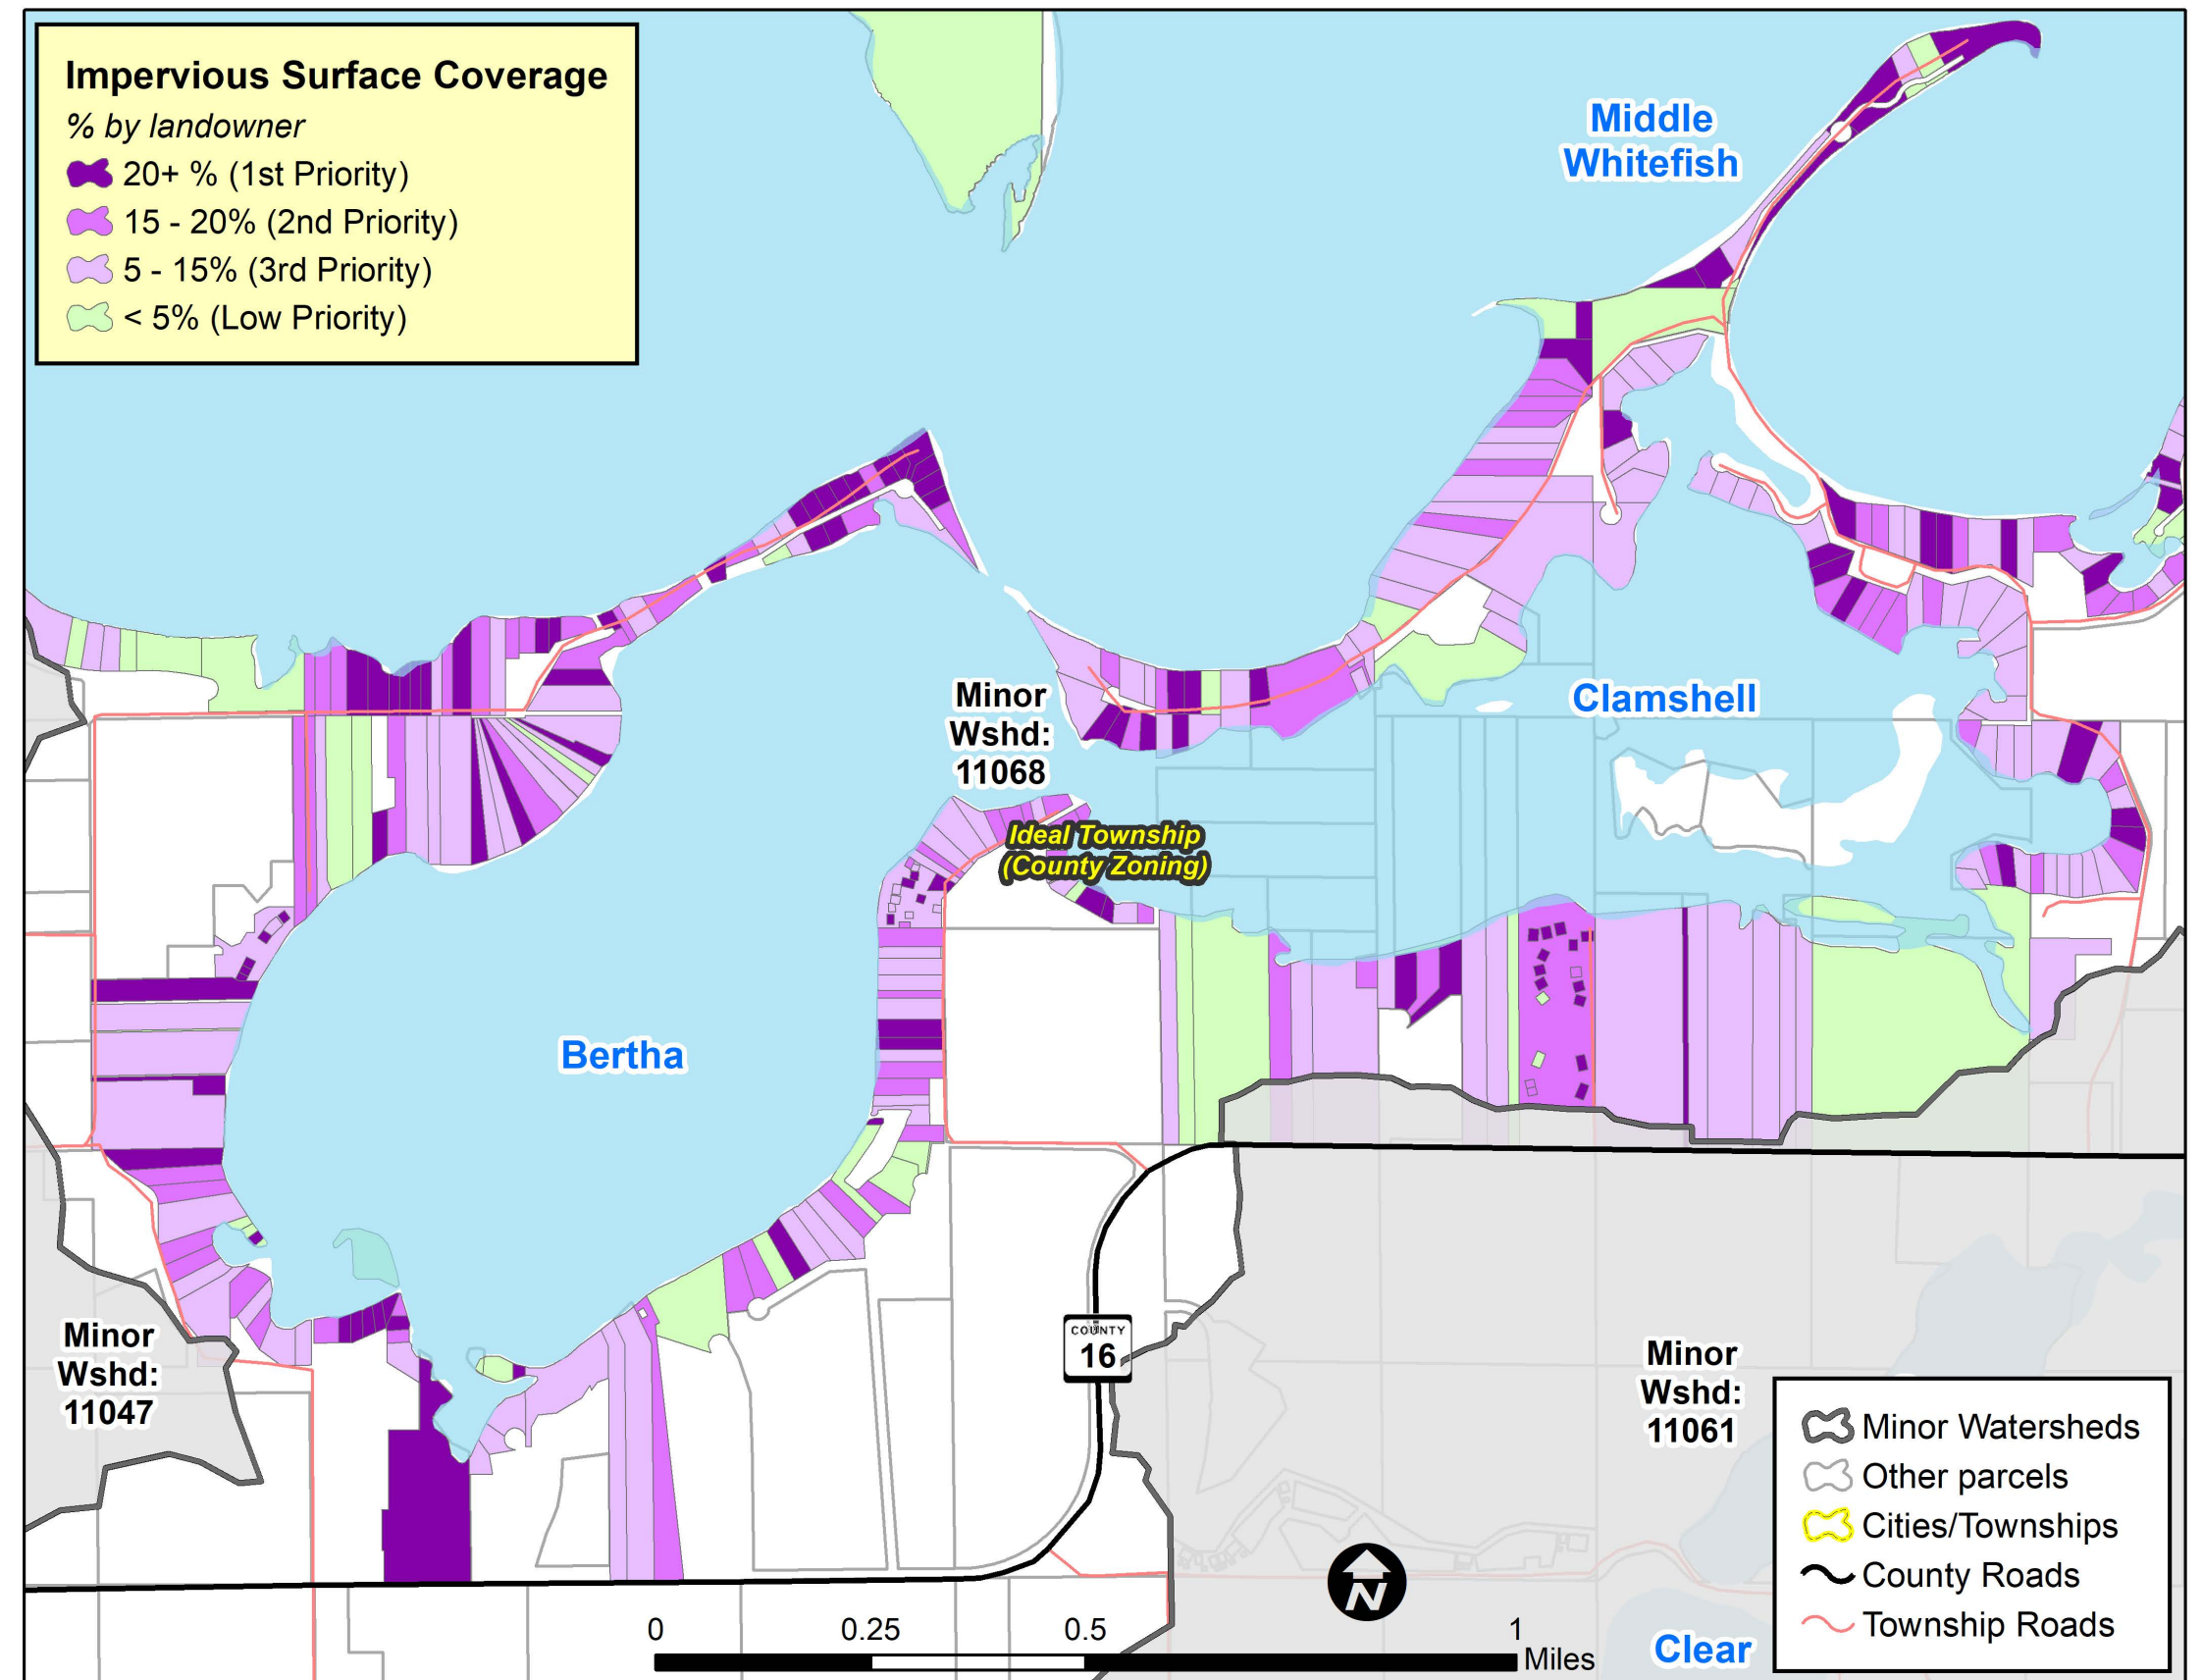 Impervious Surface Coverage
% by landowner
20+ % (1st Priority)
15 - 20% (2nd Priority)
5 - 15% (3rd Priority)
< 5% (Low Priority)
Middle
Whitefish
Minor
Wshd:
11068
Clamshell
Ideal Township
(County Zoning)
Bertha
Minor
Wshd:
11047
COUNTY
16
Minor
Wshd:
11061
Minor Watersheds
Other parcels
Cities/Townships
County Roads
Township Roads
N
0 0.25 0.5 1
Miles
Clear